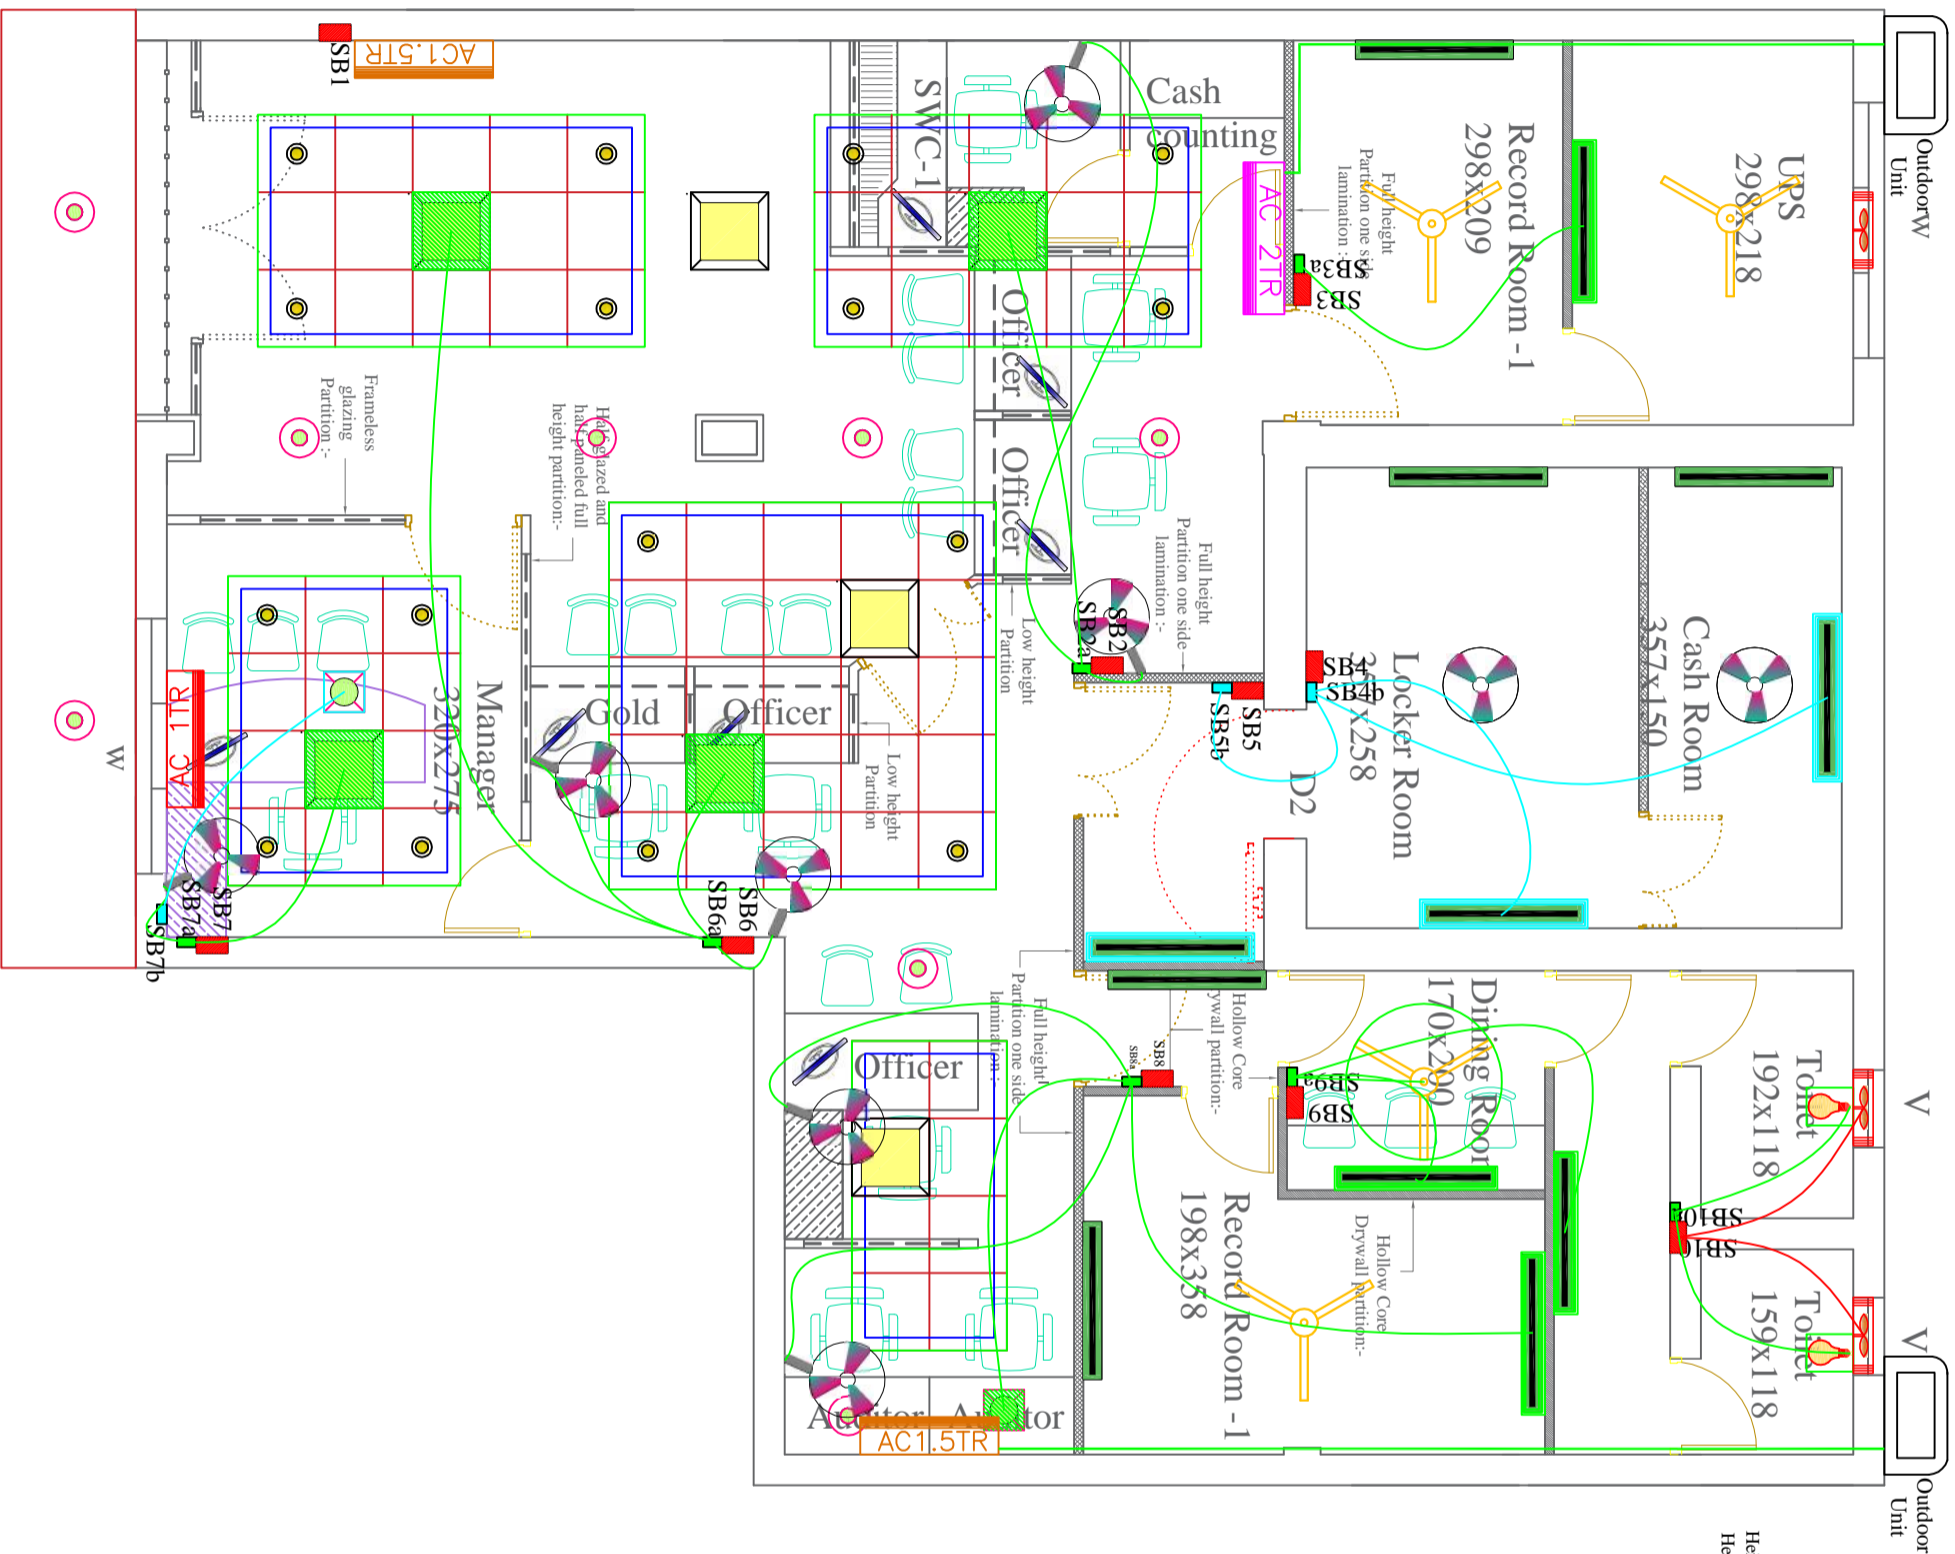 SB1
AC1.5TR
SWC-1
Cash
counting
AC 2TR
Full height
Partition one side
lamination :-
Record Room -1
298x209
UPS
298x218
Outdoor
Unit
W
SB3a
SB3
Officer
Officer
Frameless
glazing
Partition :-
Half glazed and
half paneled full
height partition:-
Full height
Partition one side
lamination :-
Low height
Partition
SB2
SB2a
SB4
SB4b
SB5
SB5b
Locker Room
357x258
Cash Room
357x150
D2
Manager
320x275
Gold
Officer
Low height
Partition
AC 1TR
W
SB7
SB7a
SB7b
SB6
SB6a
Full height
Partition one side
lamination :-
Hollow Core
Drywall partition:-
SB8
SB8a
Dining Room
170x200
SB9a
SB9
Toilet
192x118
V
Officer
Record Room -1
198x358
Hollow Core
Drywall partition:-
SB10a
SB10
Toilet
159x118
V
Auditor
Auditor
AC1.5TR
Outdoor
Unit
He
He